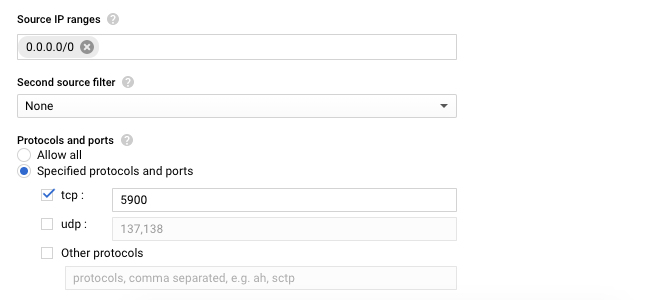 Source IP ranges ?
0.0.0.0/0
Second source filter ?
None
Protocols and ports ?
Allow all
Specified protocols and ports
tcp : 5900
udp : 137,138
Other protocols
protocols, comma separated, e.g. ah, sctp